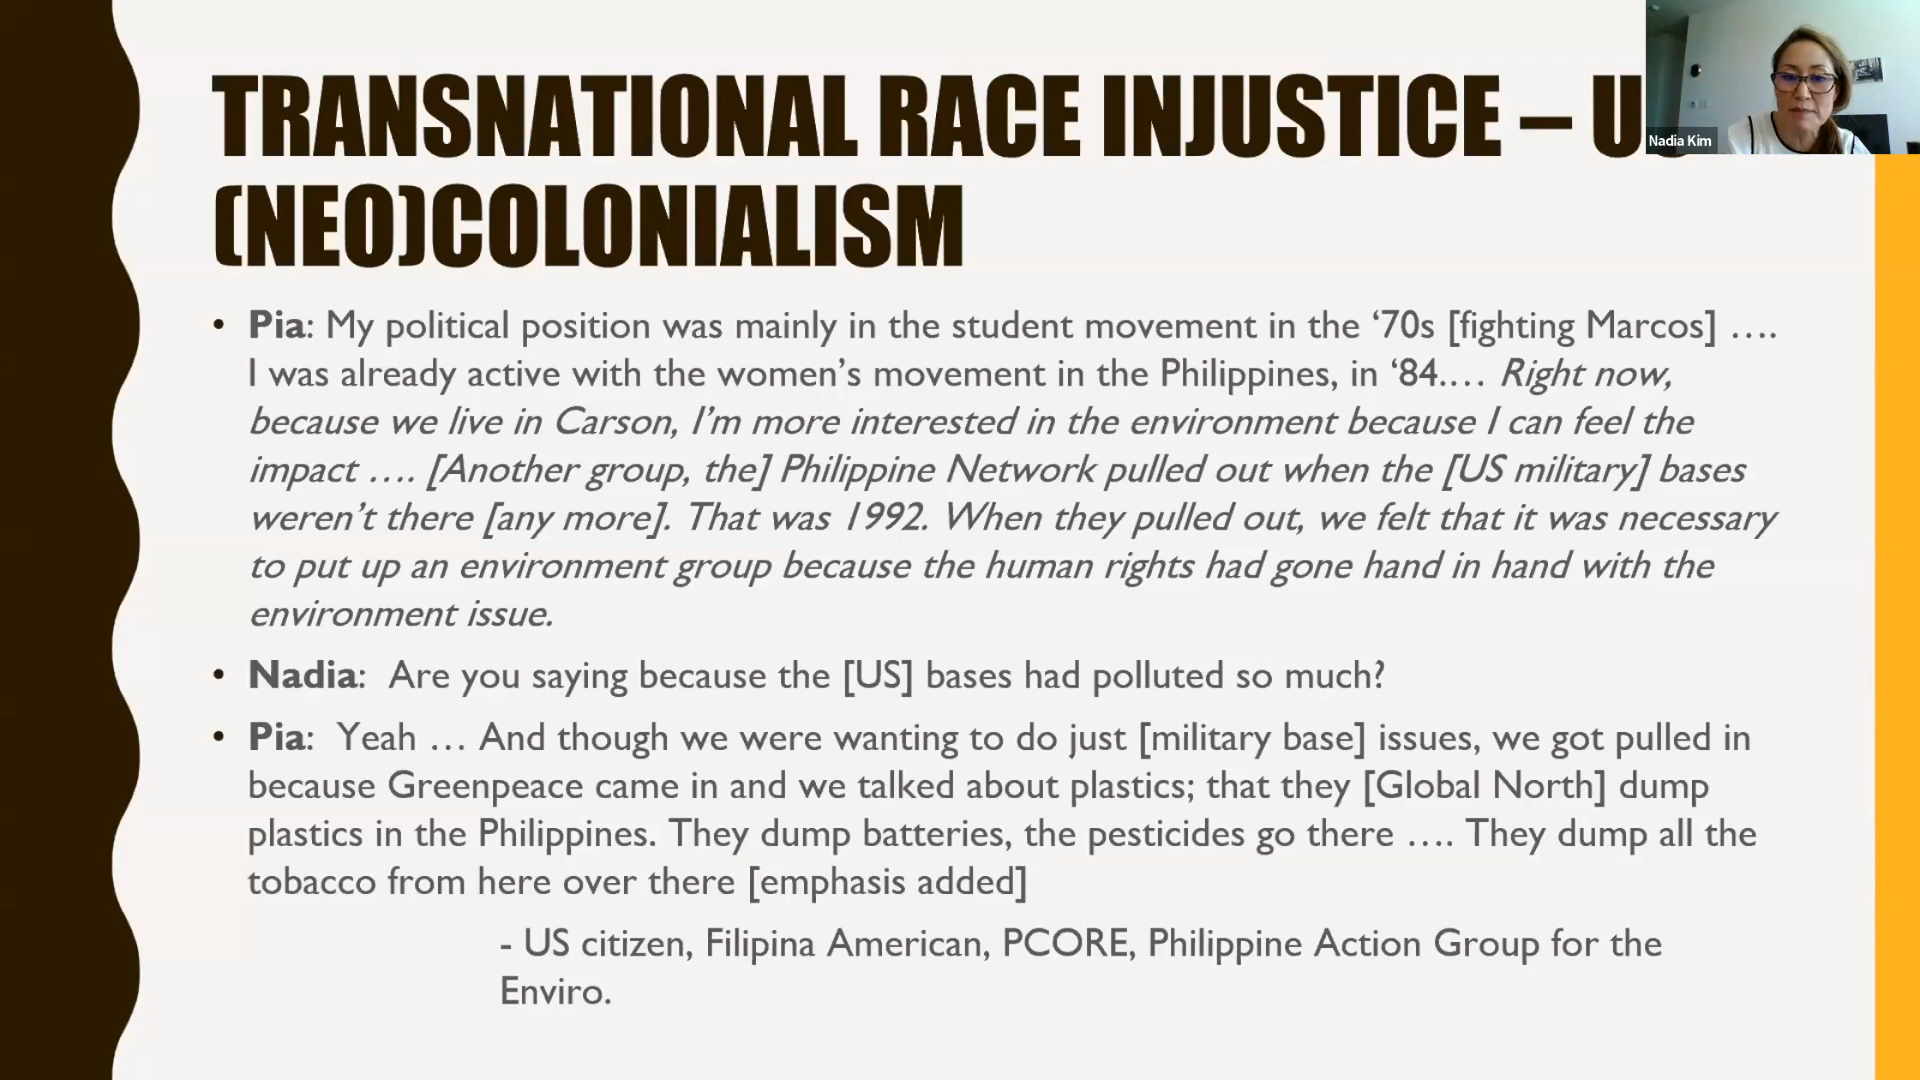 TRANSNATIONAL RACE INJUSTICE – U
(NEO)COLONIALISM
Nadia Kim
• Pia: My political position was mainly in the student movement in the ‘70s [fighting Marcos] ….
I was already active with the women’s movement in the Philippines, in ‘84.… Right now,
because we live in Carson, I’m more interested in the environment because I can feel the
impact …. [Another group, the] Philippine Network pulled out when the [US military] bases
weren’t there [any more]. That was 1992. When they pulled out, we felt that it was necessary
to put up an environment group because the human rights had gone hand in hand with the
environment issue.
• Nadia: Are you saying because the [US] bases had polluted so much?
• Pia: Yeah … And though we were wanting to do just [military base] issues, we got pulled in
because Greenpeace came in and we talked about plastics; that they [Global North] dump
plastics in the Philippines. They dump batteries, the pesticides go there …. They dump all the
tobacco from here over there [emphasis added]
- US citizen, Filipina American, PCORE, Philippine Action Group for the
Enviro.